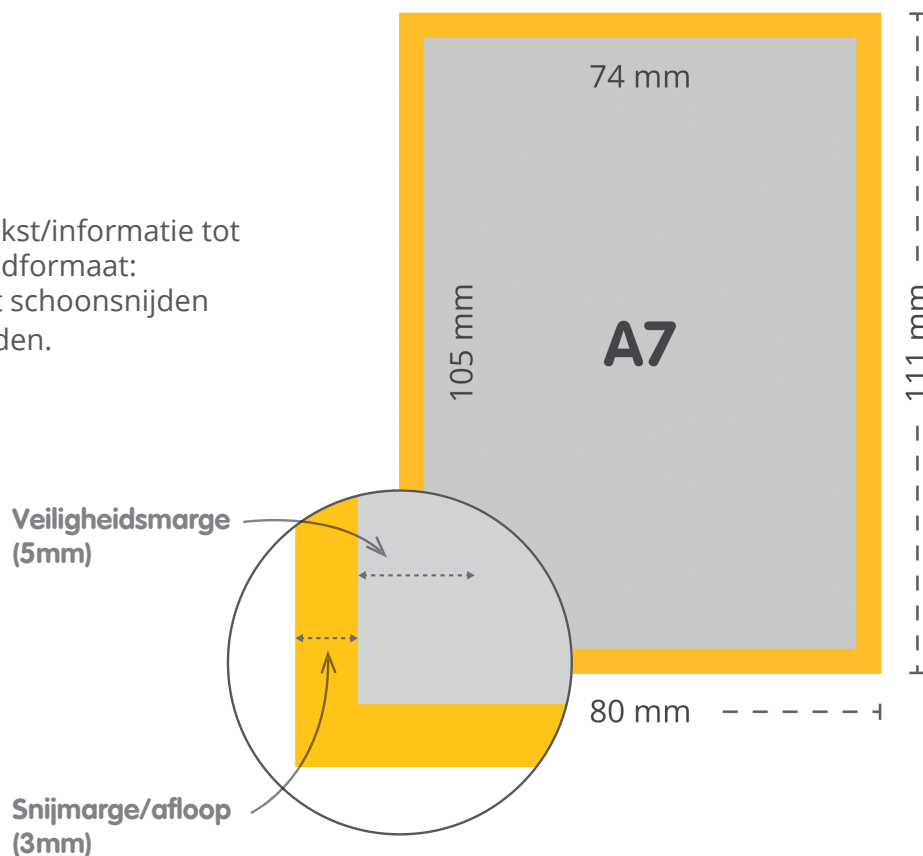 74 mm
kst/informatie tot
dformaat:
t schoonsnijden
den.
105 mm
A7
111 mm
Veiligheidsmarge
(5mm)
80 mm
Snijmarge/afloop
(3mm)